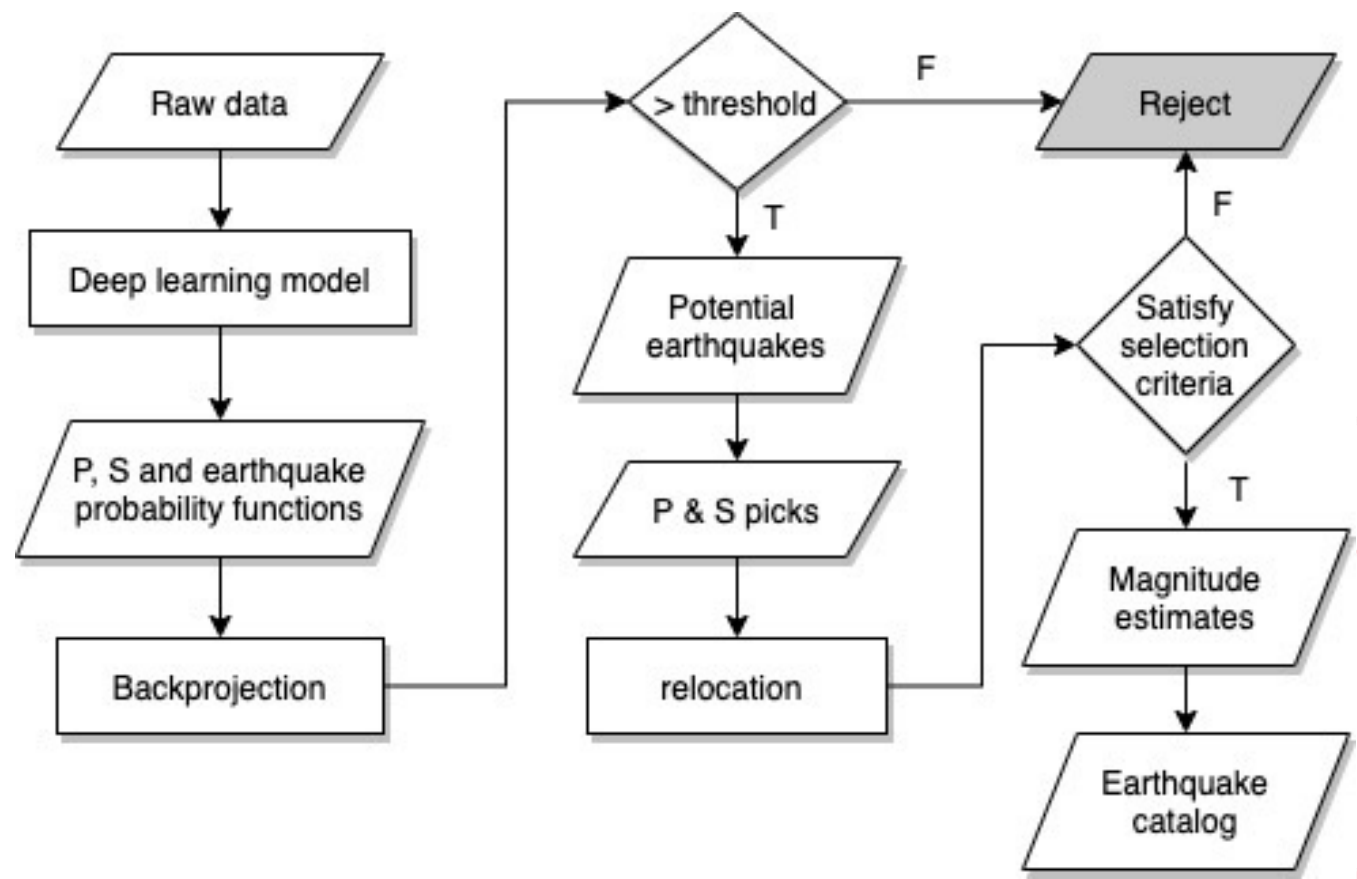 Raw data
Deep learning model
P, S and earthquake
probability functions
Backprojection
> threshold
F
T
Potential
earthquakes
P & S picks
relocation
Reject
F
Satisfy
selection
criteria
T
Magnitude
estimates
Earthquake
catalog